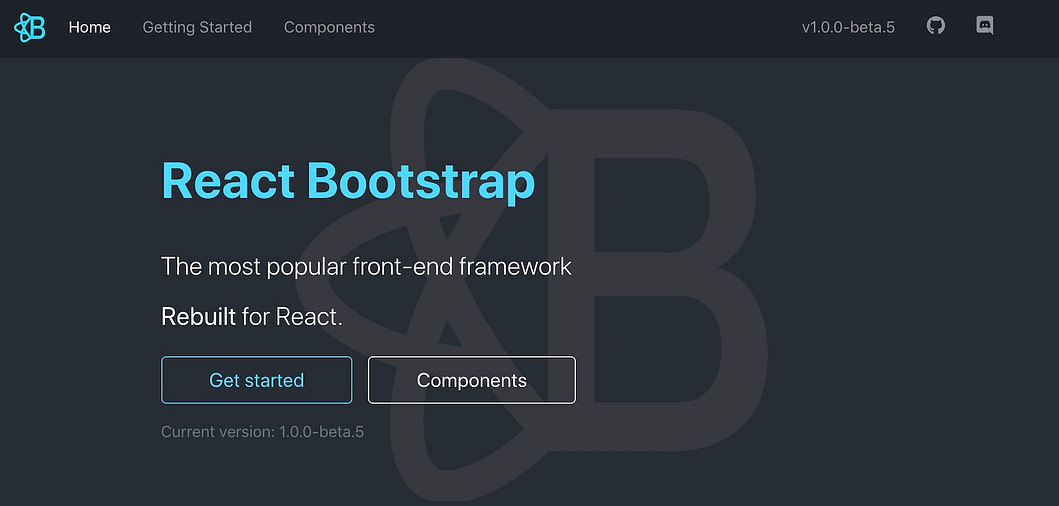 Home Getting Started Components v1.0.0-beta.5
React Bootstrap
The most popular front-end framework
Rebuilt for React.
Get started Components
Current version: 1.0.0-beta.5